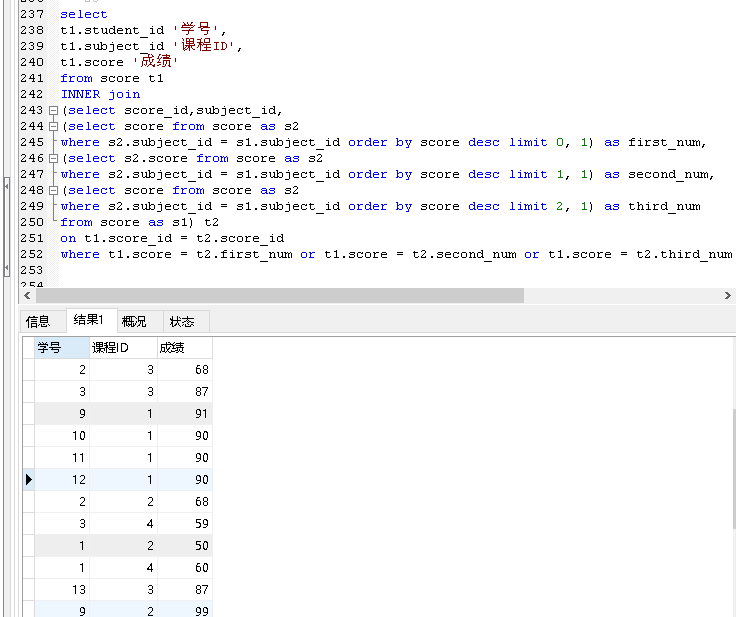 237 select
238 t1.student_id '学号',
239 t1.subject_id '课程ID',
240 t1.score '成绩'
241 from score t1
242 INNER join
243 (select score_id,subject_id,
244 (select score from score as s2
245 where s2.subject_id = s1.subject_id order by score desc limit 0, 1) as first_num,
246 (select s2.score from score as s2
247 where s2.subject_id = s1.subject_id order by score desc limit 1, 1) as second_num,
248 (select score from score as s2
249 where s2.subject_id = s1.subject_id order by score desc limit 2, 1) as third_num
250 from score as s1) t2
251 on t1.score_id = t2.score_id
252 where t1.score = t2.first_num or t1.score = t2.second_num or t1.score = t2.third_num
253
信息 结果1 概况 状态
学号 课程ID 成绩
2 3 68
3 3 87
9 1 91
10 1 90
11 1 90
12 1 90
2 2 68
3 4 59
1 2 50
1 4 60
13 3 87
9 2 99